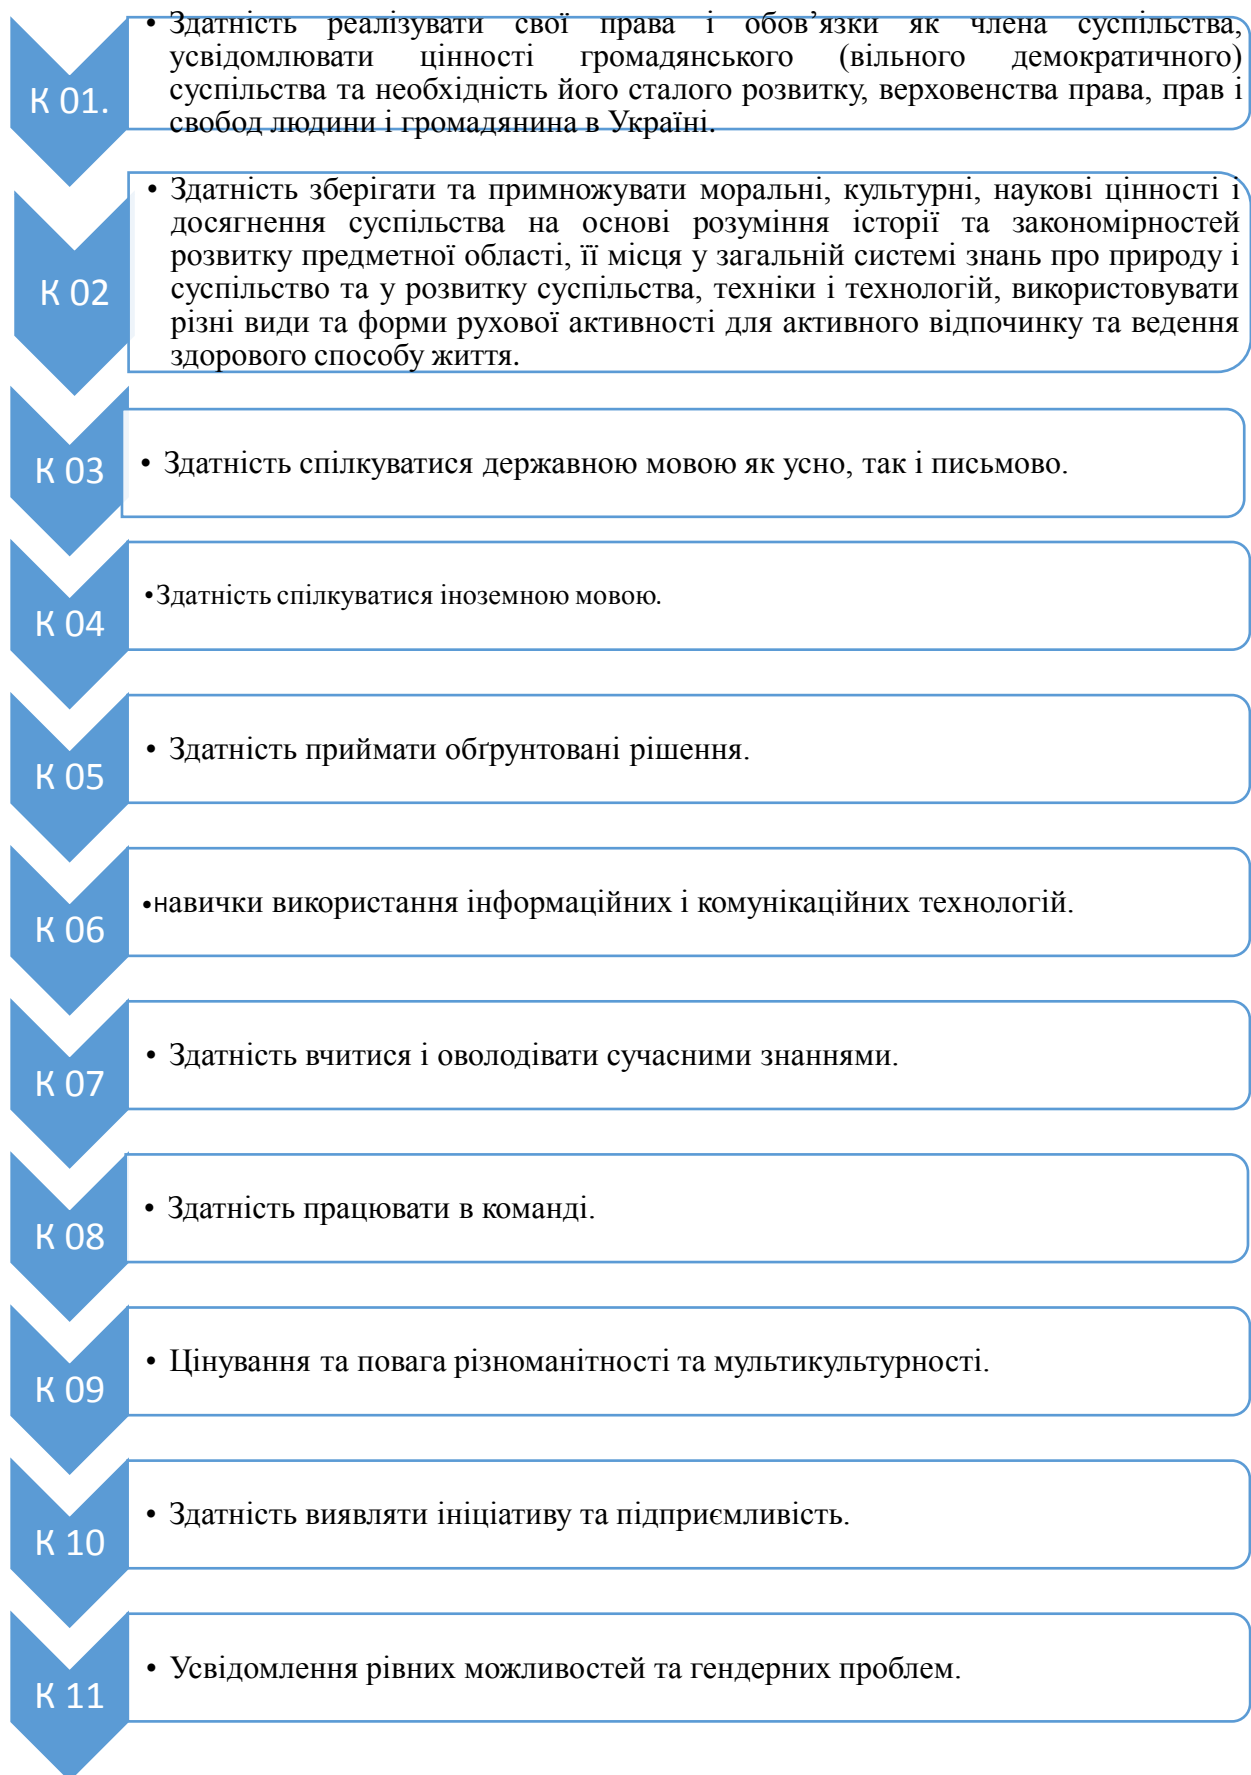 К 01.
• Здатність реалізувати свої права і обов’язки як члена суспільства,
усвідомлювати цінності громадянського (вільного демократичного)
суспільства та необхідність його сталого розвитку, верховенства права, прав і
свобод людини і громадянина в Україні.
К 02
• Здатність зберігати та примножувати моральні, культурні, наукові цінності і
досягнення суспільства на основі розуміння історії та закономірностей
розвитку предметної області, її місця у загальній системі знань про природу і
суспільство та у розвитку суспільства, техніки і технологій, використовувати
різні види та форми рухової активності для активного відпочинку та ведення
здорового способу життя.
К 03
• Здатність спілкуватися державною мовою як усно, так і письмово.
К 04
•Здатність спілкуватися іноземною мовою.
К 05
• Здатність приймати обґрунтовані рішення.
К 06
•навички використання інформаційних і комунікаційних технологій.
К 07
• Здатність вчитися і оволодівати сучасними знаннями.
К 08
• Здатність працювати в команді.
К 09
• Цінування та повага різноманітності та мультикультурності.
К 10
• Здатність виявляти ініціативу та підприємливість.
К 11
• Усвідомлення рівних можливостей та гендерних проблем.